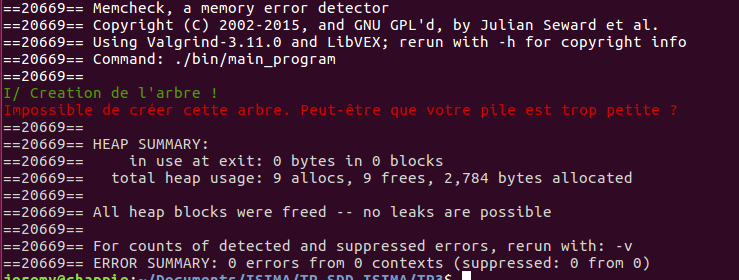 ==20669== Memcheck, a memory error detector
==20669== Copyright (C) 2002-2015, and GNU GPL'd, by Julian Seward et al.
==20669== Using Valgrind-3.11.0 and LibVEX; rerun with -h for copyright info
==20669== Command: ./bin/main_program
==20669==
I/ Creation de l'arbre !
Impossible de créer cette arbre. Peut-être que votre pile est trop petite ?
==20669==
==20669== HEAP SUMMARY:
==20669==     in use at exit: 0 bytes in 0 blocks
==20669==   total heap usage: 9 allocs, 9 frees, 2,784 bytes allocated
==20669==
==20669== All heap blocks were freed -- no leaks are possible
==20669==
==20669== For counts of detected and suppressed errors, rerun with: -v
==20669== ERROR SUMMARY: 0 errors from 0 contexts (suppressed: 0 from 0)
jeremy@chappie:~/Documents/ISIMA/TP_SDD_ISIMA/TP3$